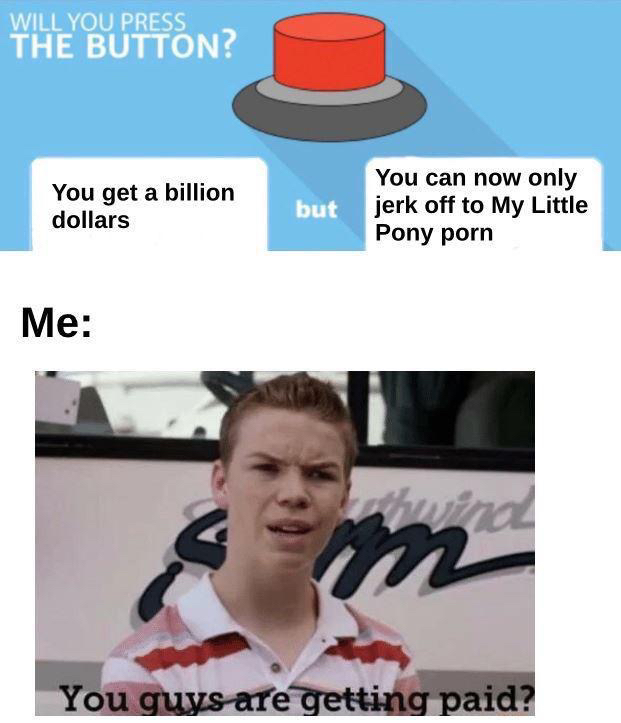 WILL YOU PRESS
THE BUTTON?
You get a billion
dollars
but
You can now only
jerk off to My Little
Pony porn
Me:
thwind
You guys are getting paid?